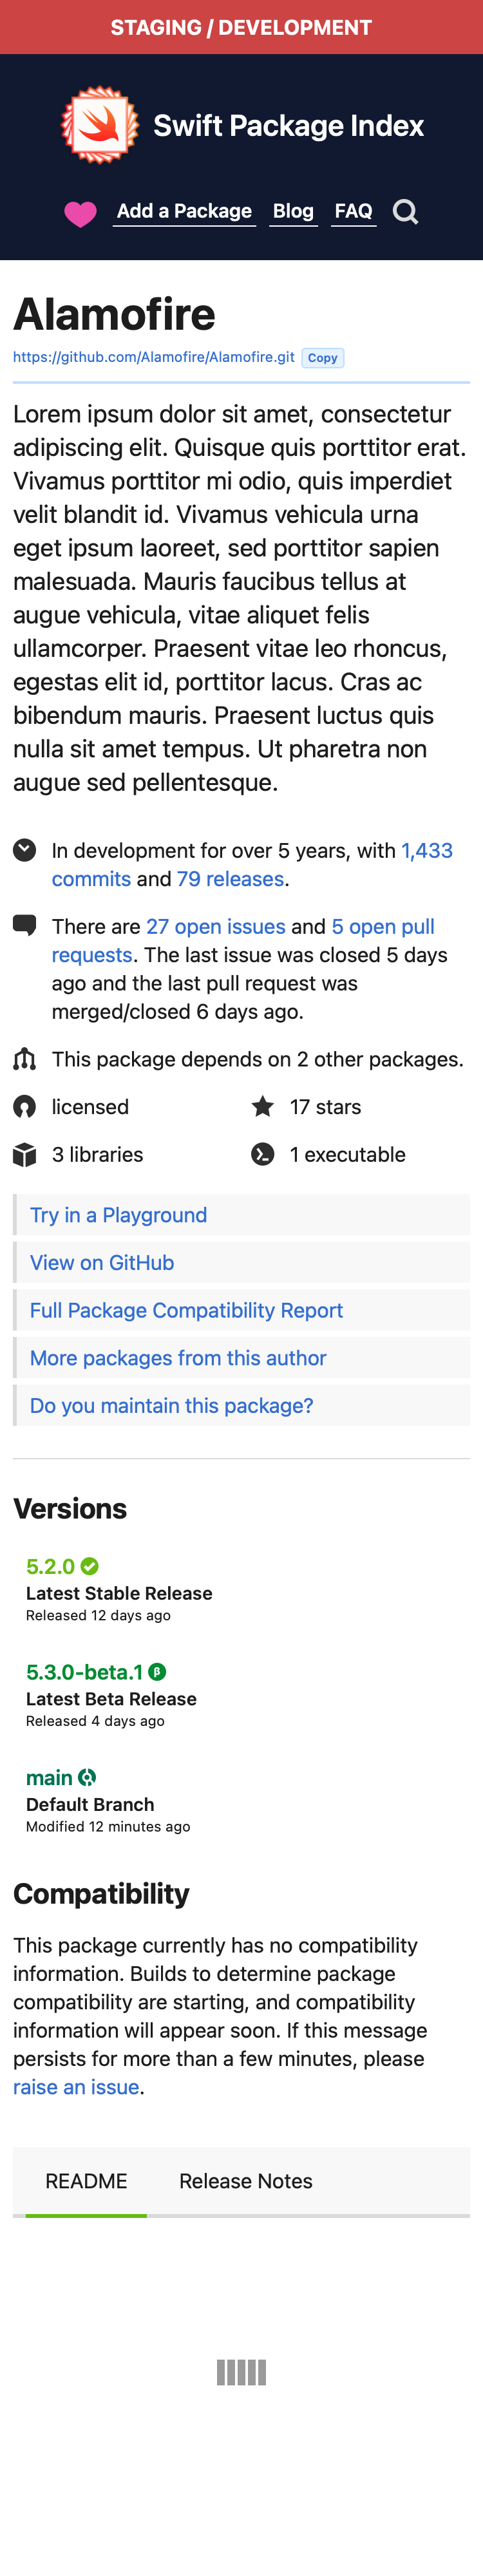 STAGING / DEVELOPMENT
Swift Package Index
Add a Package Blog FAQ
Alamofire
https://github.com/Alamofire/Alamofire.git Copy
Lorem ipsum dolor sit amet, consectetur
adipiscing elit. Quisque quis porttitor erat.
Vivamus porttitor mi odio, quis imperdiet
velit blandit id. Vivamus vehicula urna
eget ipsum laoreet, sed porttitor sapien
malesuada. Mauris faucibus tellus at
augue vehicula, vitae aliquet felis
ullamcorper. Praesent vitae leo rhoncus,
egestas elit id, porttitor lacus. Cras ac
bibendum mauris. Praesent luctus quis
nulla sit amet tempus. Ut pharetra non
augue sed pellentesque.
In development for over 5 years, with 1,433
commits and 79 releases.
There are 27 open issues and 5 open pull
requests. The last issue was closed 5 days
ago and the last pull request was
merged/closed 6 days ago.
This package depends on 2 other packages.
licensed 17 stars
3 libraries 1 executable
Try in a Playground
View on GitHub
Full Package Compatibility Report
More packages from this author
Do you maintain this package?
Versions
5.2.0
Latest Stable Release
Released 12 days ago
5.3.0-beta.1 β
Latest Beta Release
Released 4 days ago
main
Default Branch
Modified 12 minutes ago
Compatibility
This package currently has no compatibility
information. Builds to determine package
compatibility are starting, and compatibility
information will appear soon. If this message
persists for more than a few minutes, please
raise an issue.
README Release Notes